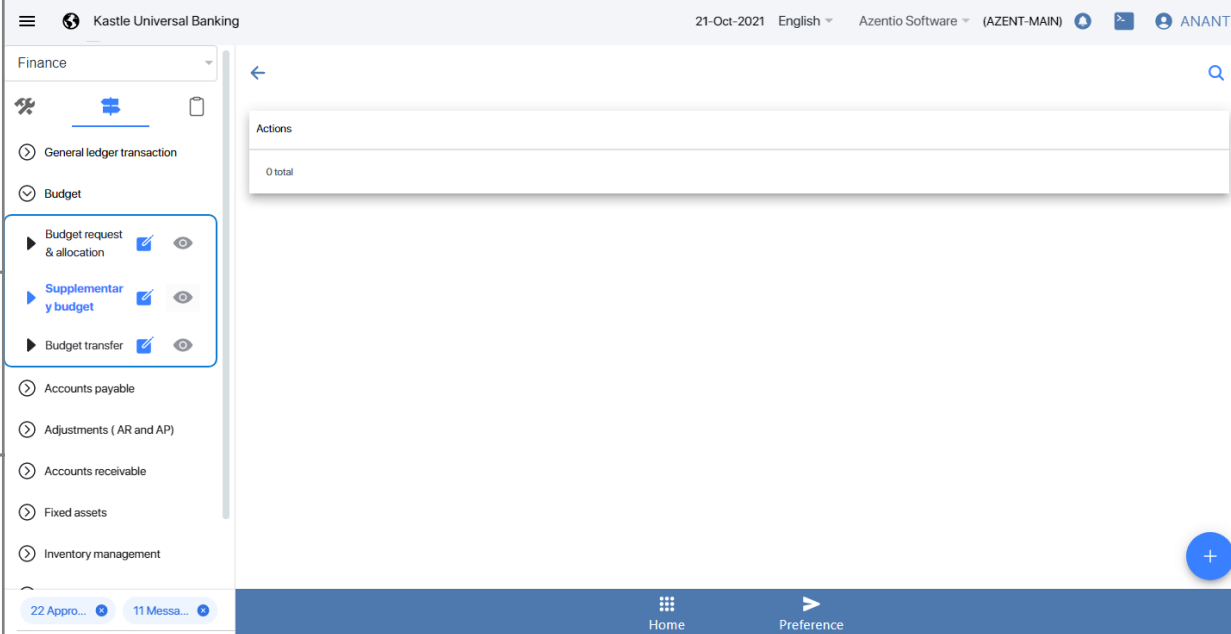 Kastle Universal Banking
21-Oct-2021 English Azentio Software (AZENT-MAIN) ANANT
Finance
Actions
0 total
General ledger transaction
Budget
Budget request
& allocation
Supplementar
y budget
Budget transfer
Accounts payable
Adjustments ( AR and AP)
Accounts receivable
Fixed assets
Inventory management
22 Appro... 11 Messa...
Home Preference